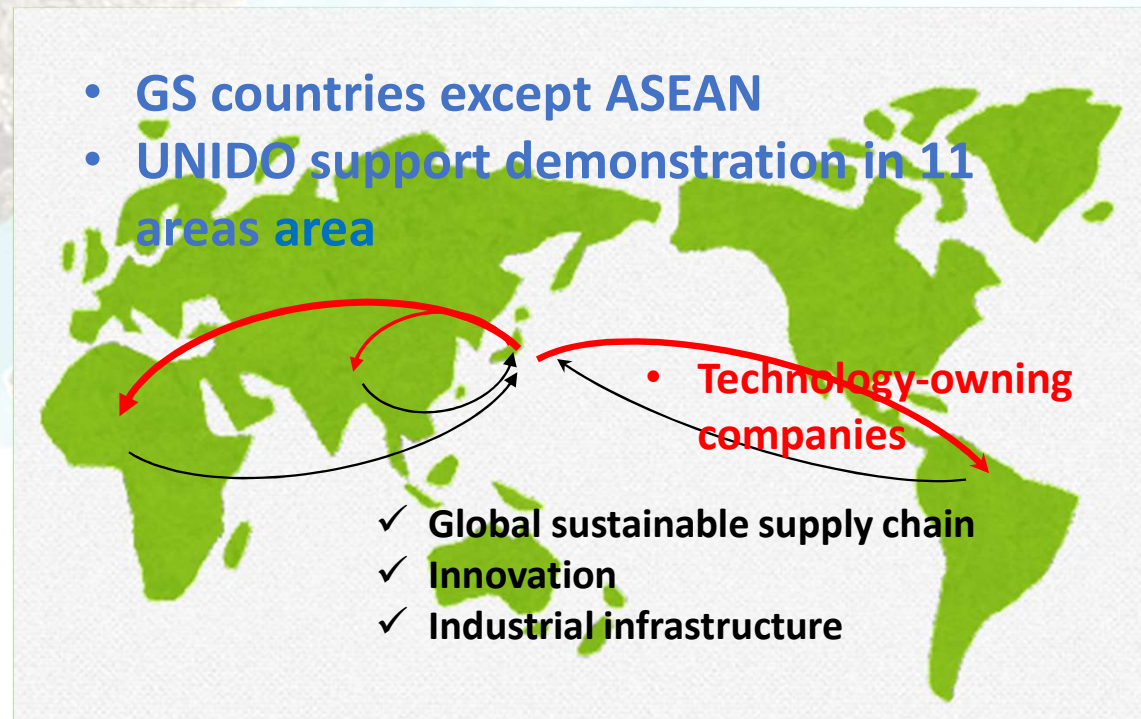 • GS countries except ASEAN
• UNIDO support demonstration in 11
areas area
• Technology-owning
companies
✓ Global sustainable supply chain
✓ Innovation
✓ Industrial infrastructure